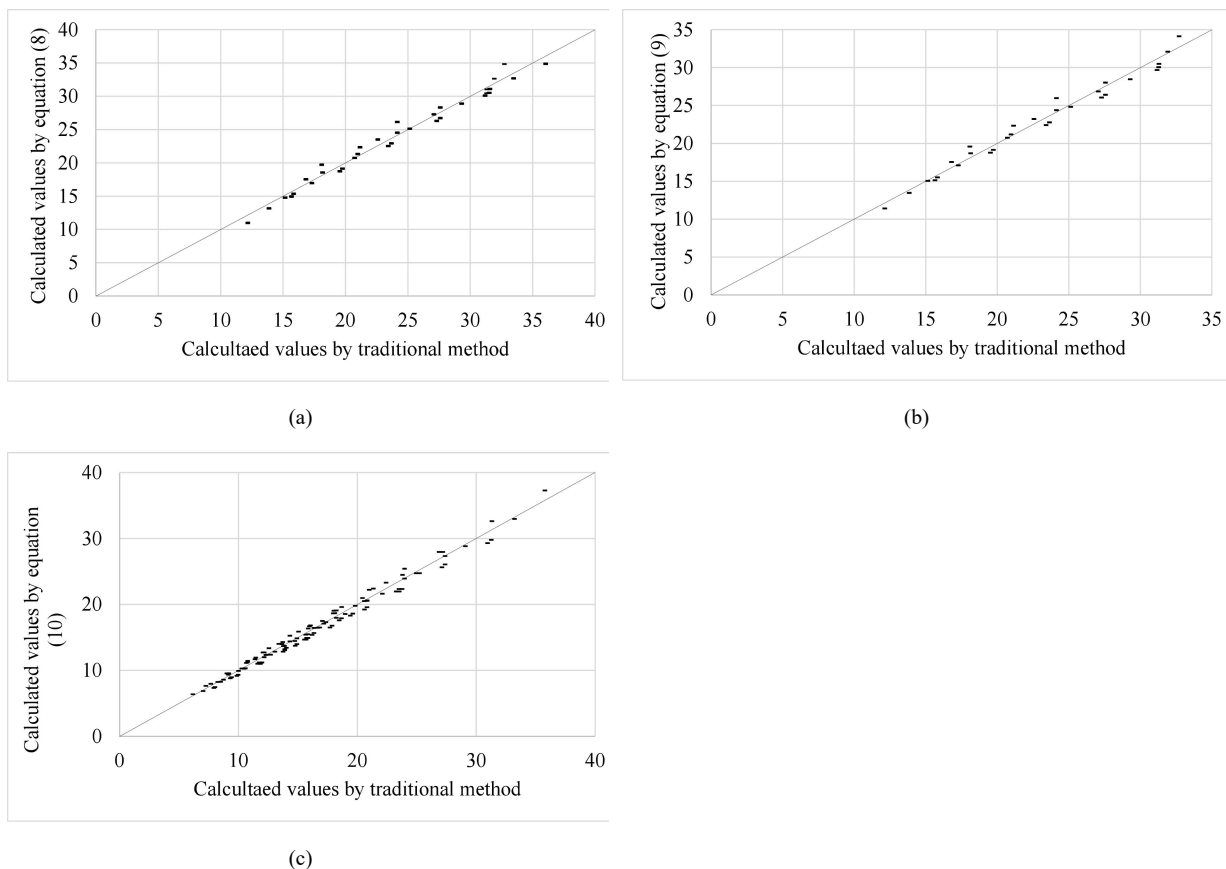 40
35
30
25
20
15
10
5
0
0 5 10 15 20 25 30 35 40
Calculated values by equation (8)
Calcultaed values by traditional method
(a)
35
30
25
20
15
10
5
0
0 5 10 15 20 25 30 35
Calculated values by equation (9)
Calcultaed values by traditional method
(b)
40
30
20
10
0
0 10 20 30 40
Calculated values by equation
(10)
Calcultaed values by traditional method
(c)